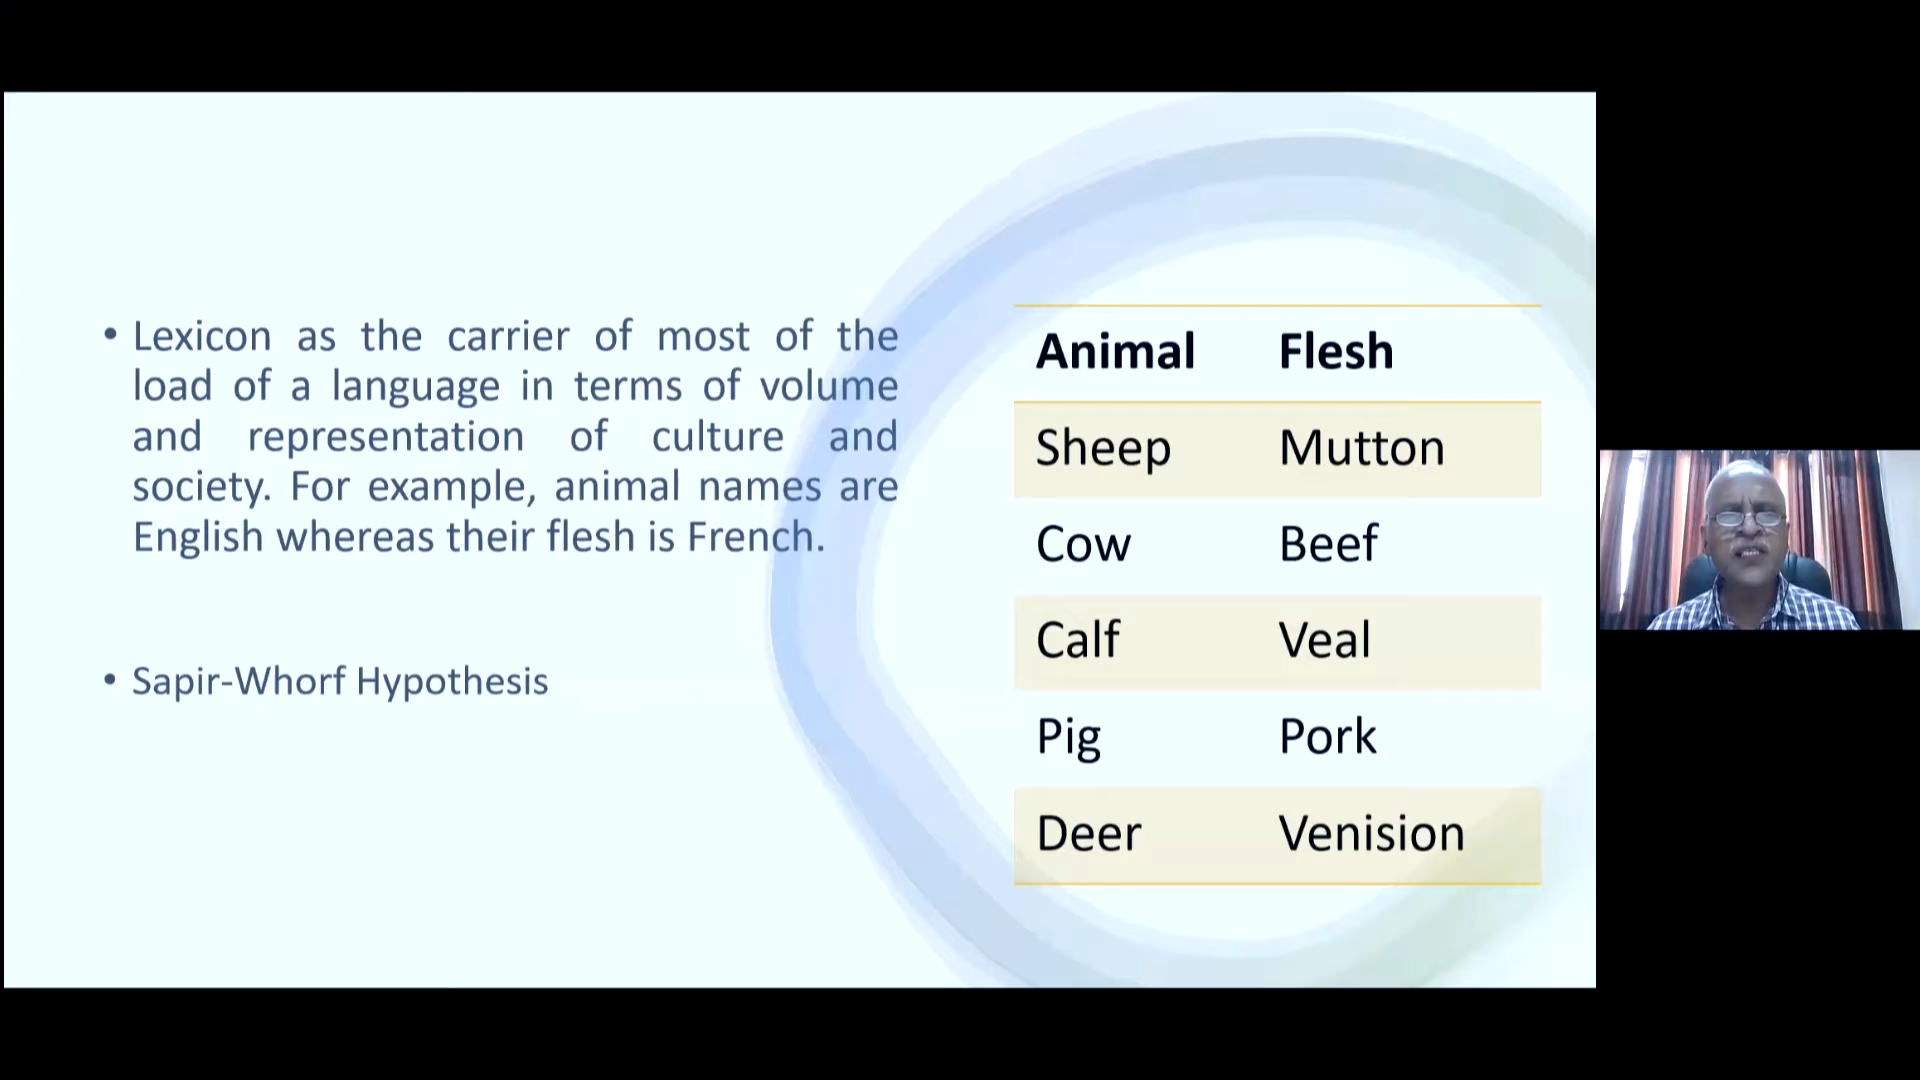 • Lexicon as the carrier of most of the
load of a language in terms of volume
and representation of culture and
society. For example, animal names are
English whereas their flesh is French.
• Sapir-Whorf Hypothesis
Animal Flesh
Sheep Mutton
Cow Beef
Calf Veal
Pig Pork
Deer Venision